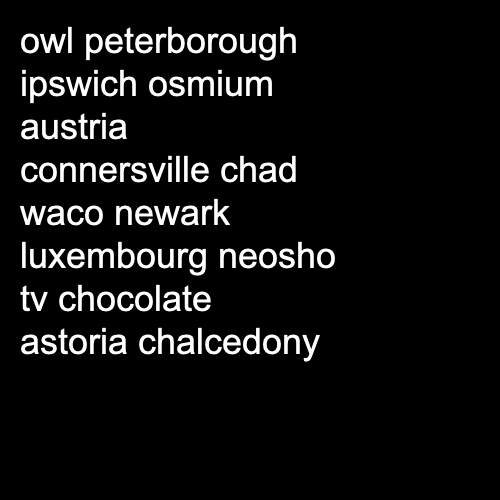 owl peterborough
ipswich osmium
austria
connersville chad
waco newark
luxembourg neosho
tv chocolate
astoria chalcedony